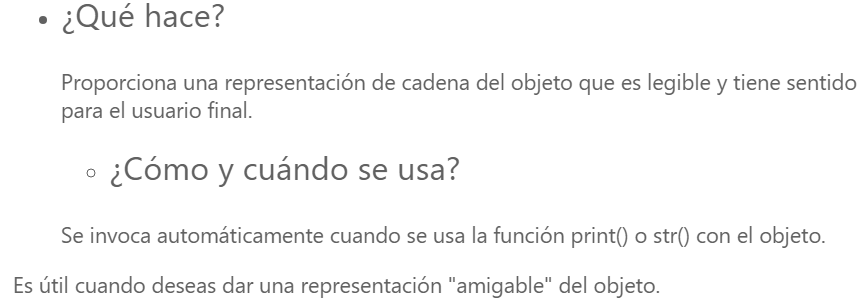 ¿Qué hace?
Proporciona una representación de cadena del objeto que es legible y tiene sentido
para el usuario final.
¿Cómo y cuándo se usa?
Se invoca automáticamente cuando se usa la función print() o str() con el objeto.
Es útil cuando deseas dar una representación "amigable" del objeto.